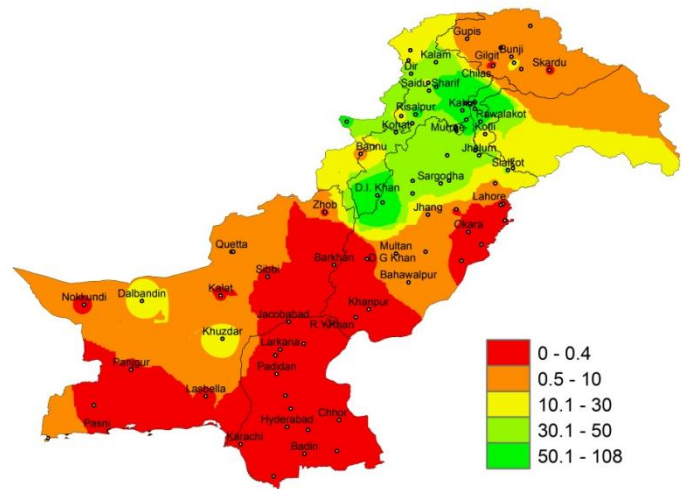 Gupis
Gilgit
Bunji
Skardu
Chilas
Kalam
Dir
Saidu Sharif
Risalpur
Kohat
Rawalakot
Kotli
Bannu
Jhelum
Sialkot
Sargodha
D.I. Khan
Zhob
Jhang
Lahore
Okara
Quetta
Multan
D G Khan
Barkhan
Sibbi
Bahawalpur
Nokkundi
Dalbandin
Kalat
Khanpur
Jacobabad
R.Y.Khan
Khuzdar
Larkana
Panjgur
Padidan
Lasbella
Pasni
Hyderabad
Chhor
Karachi
Badin
0 - 0.4
0.5 - 10
10.1 - 30
30.1 - 50
50.1 - 108